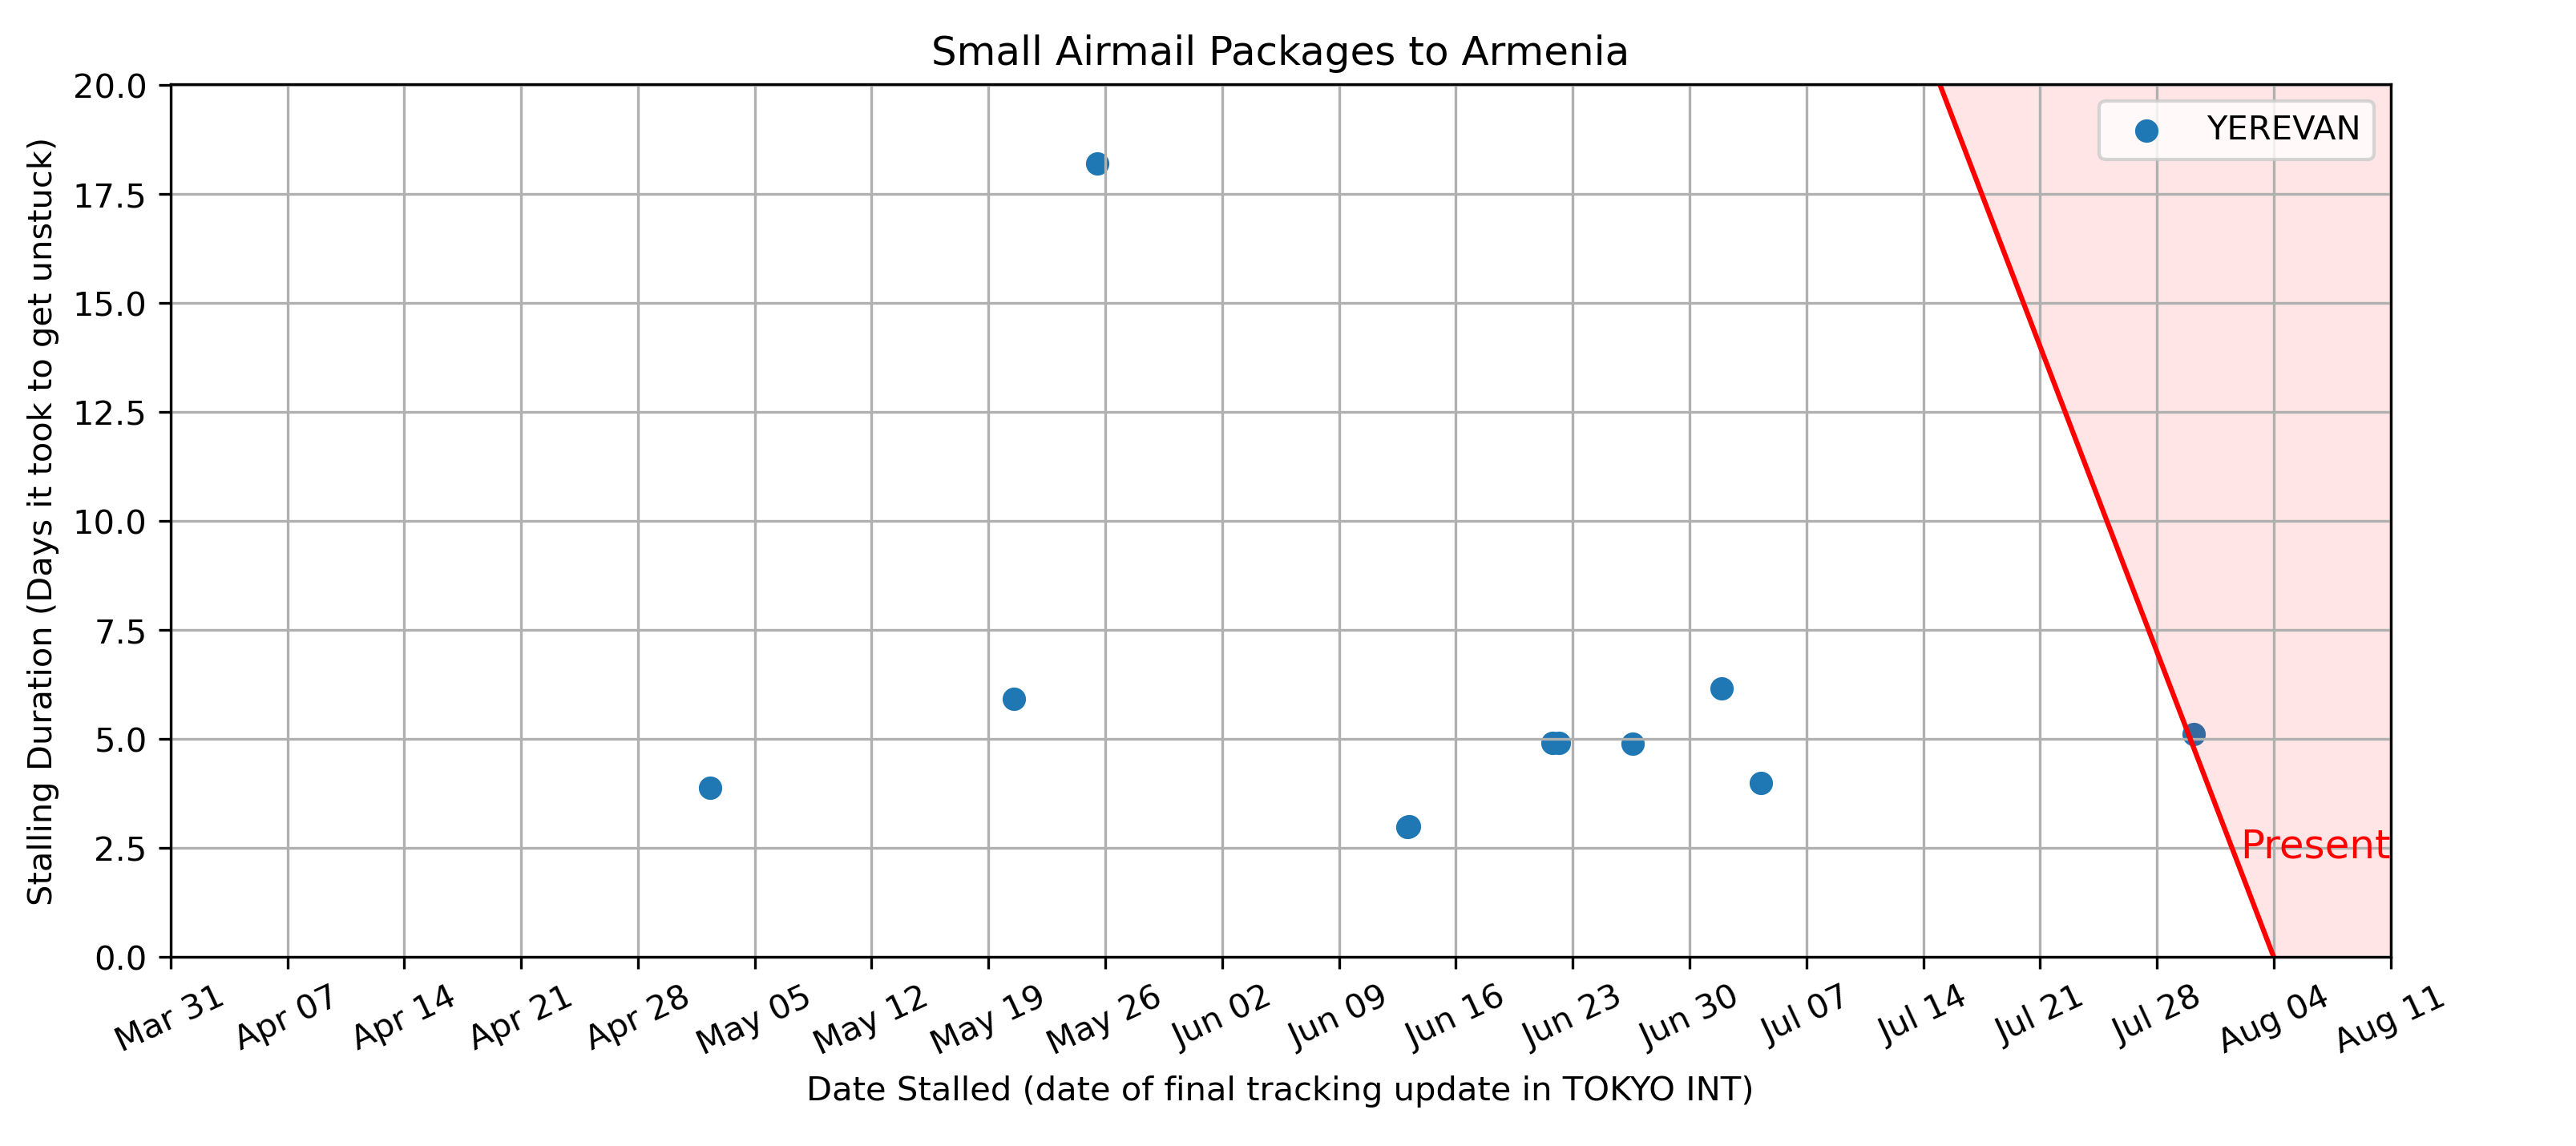 Small Airmail Packages to Armenia
Stalling Duration (Days it took to get unstuck)
20.0
17.5
15.0
12.5
10.0
7.5
5.0
2.5
0.0
YEREVAN
Present
Mar 31
Apr 07
Apr 14
Apr 21
Apr 28
May 05
May 12
May 19
May 26
Jun 02
Jun 09
Jun 16
Jun 23
Jun 30
Jul 07
Jul 14
Jul 21
Jul 28
Aug 04
Aug 11
Date Stalled (date of final tracking update in TOKYO INT)